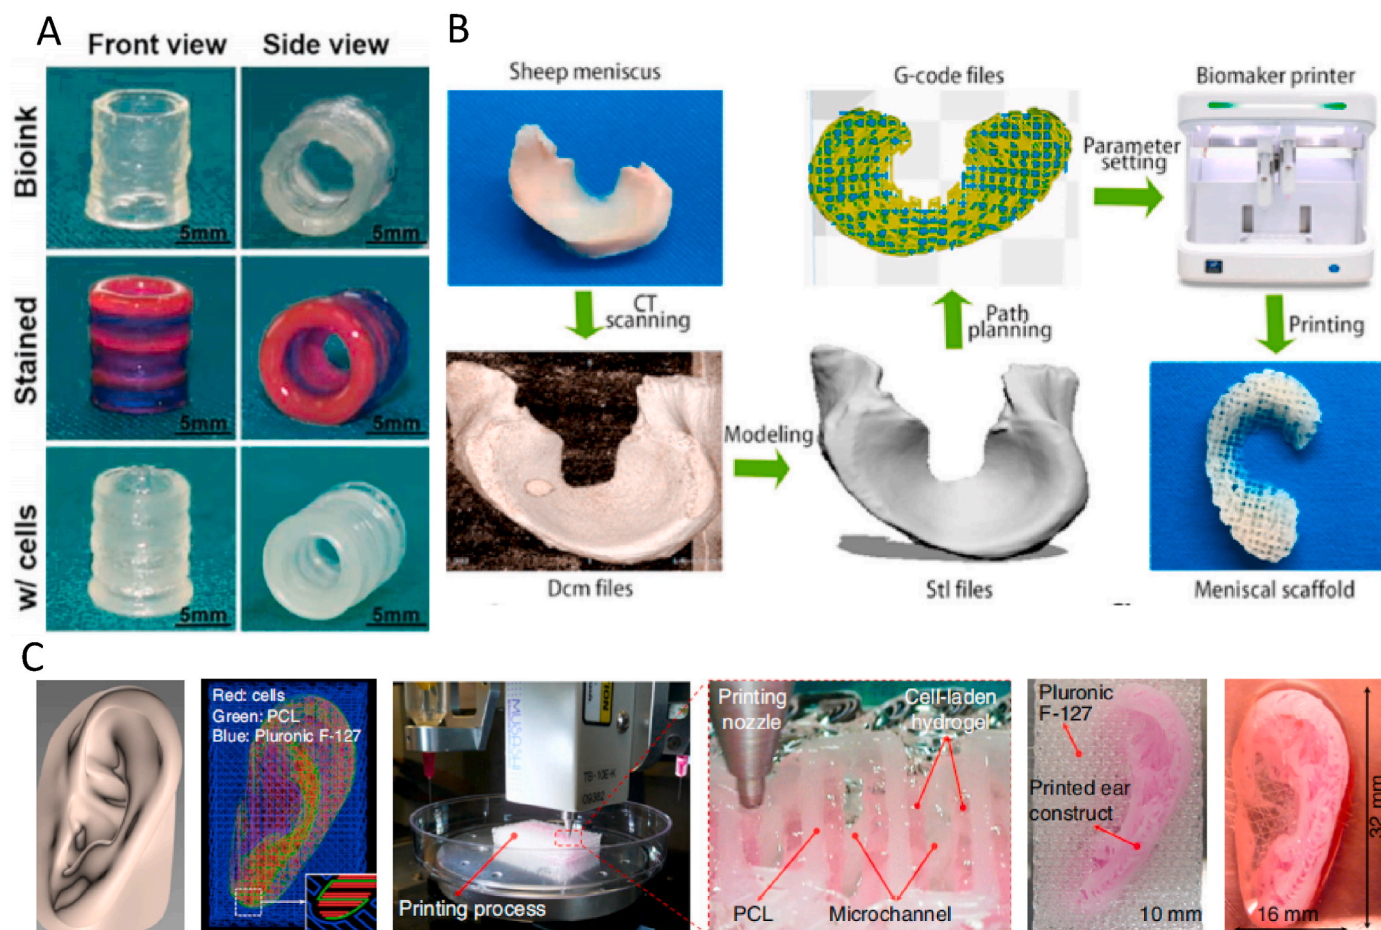 A
Front view
Side view
Bioink
5mm
5mm
Stained
5mm
5mm
w/ cells
5mm
5mm
B
Sheep meniscus
G-code files
Biomaker printer
Parameter
setting
CT
scanning
Path
planning
Printing
Modeling
Dcm files
Stl files
Meniscal scaffold
C
Red: cells
Green: PCL
Blue: Pluronic F-127
Printing process
TB-10E-K
09382
Printing
nozzle
Cell-laden
hydrogel
PCL
Microchannel
Pluronic
F-127
Printed ear
construct
10 mm
16 mm
32 mm